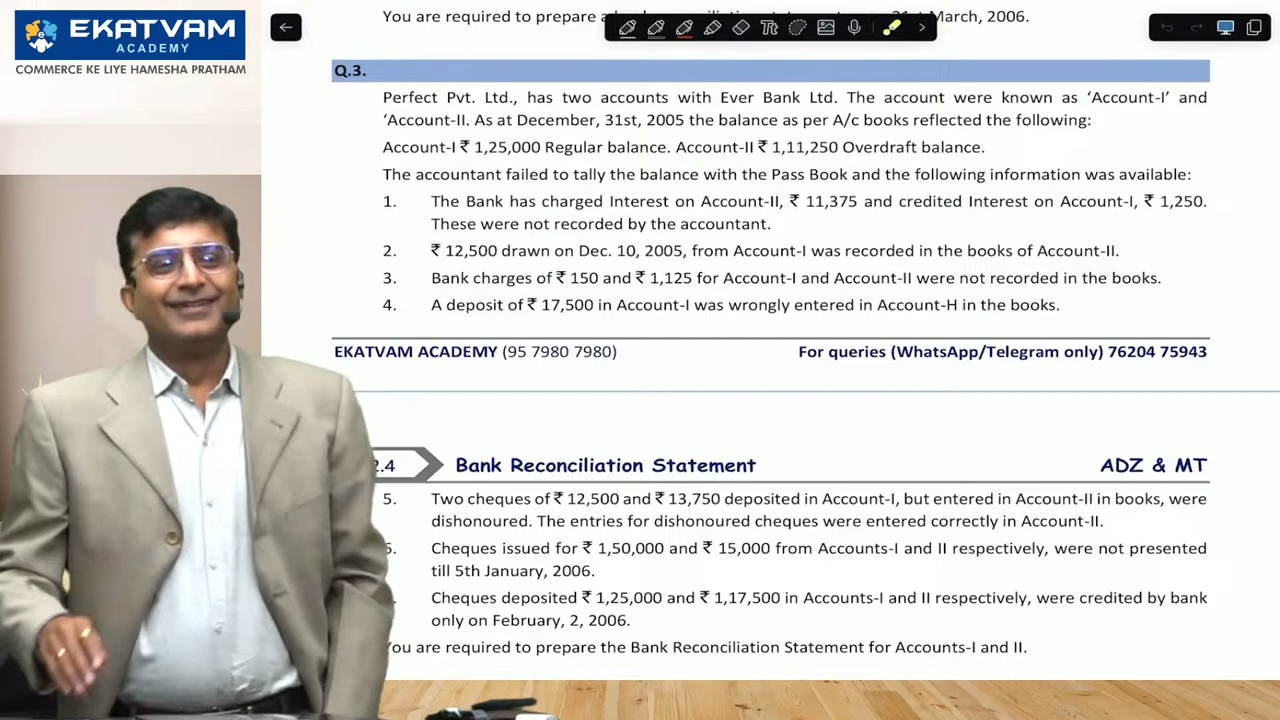 EKATVAM
ACADEMY
COMMERCE KE LIYE HAMESHA PRATHAM
You are required to prepare a March, 2006.
Q.3.
Perfect Pvt. Ltd., has two accounts with Ever Bank Ltd. The account were known as ‘Account-I’ and
‘Account-II. As at December, 31st, 2005 the balance as per A/c books reflected the following:
Account-I ₹ 1,25,000 Regular balance. Account-II ₹ 1,11,250 Overdraft balance.
The accountant failed to tally the balance with the Pass Book and the following information was available:
1. The Bank has charged Interest on Account-II, ₹ 11,375 and credited Interest on Account-I, ₹ 1,250.
These were not recorded by the accountant.
2. ₹ 12,500 drawn on Dec. 10, 2005, from Account-I was recorded in the books of Account-II.
3. Bank charges of ₹ 150 and ₹ 1,125 for Account-I and Account-II were not recorded in the books.
4. A deposit of ₹ 17,500 in Account-I was wrongly entered in Account-H in the books.
EKATVAM ACADEMY (95 7980 7980) For queries (WhatsApp/Telegram only) 76204 75943
2.4 Bank Reconciliation Statement ADZ & MT
5. Two cheques of ₹ 12,500 and ₹ 13,750 deposited in Account-I, but entered in Account-II in books, were
dishonoured. The entries for dishonoured cheques were entered correctly in Account-II.
6. Cheques issued for ₹ 1,50,000 and ₹ 15,000 from Accounts-I and II respectively, were not presented
till 5th January, 2006.
Cheques deposited ₹ 1,25,000 and ₹ 1,17,500 in Accounts-I and II respectively, were credited by bank
only on February, 2, 2006.
You are required to prepare the Bank Reconciliation Statement for Accounts-I and II.